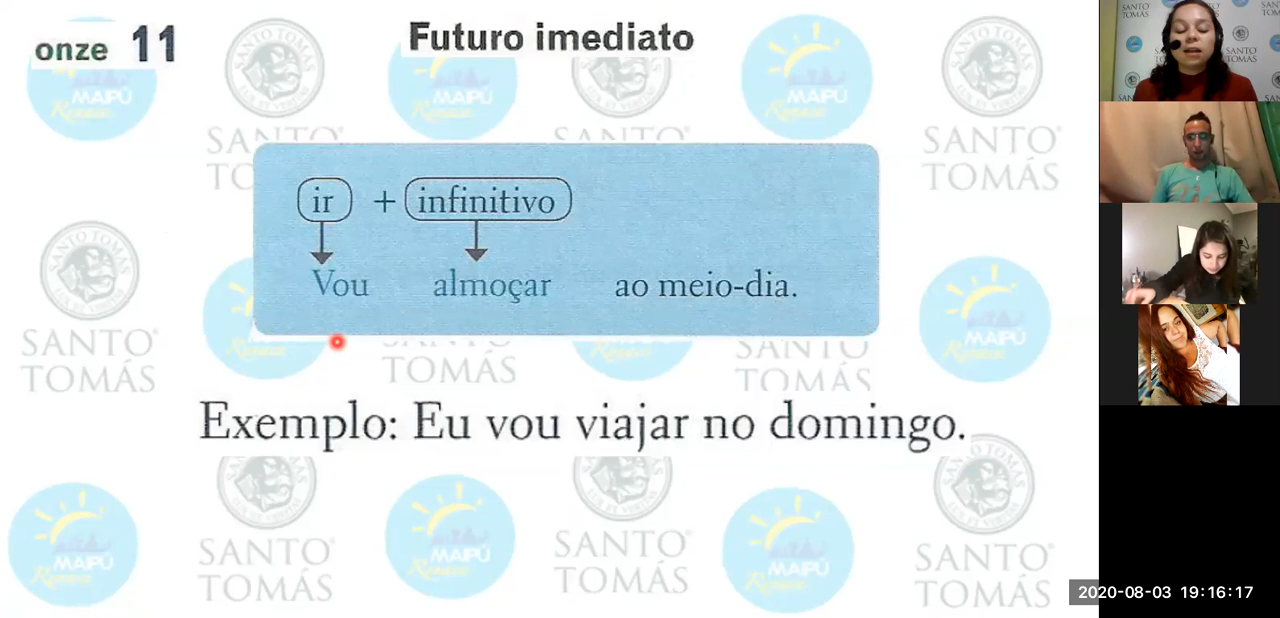 onze 11
Futuro imediato
ir + infinitivo
Vou almoçar ao meio-dia.
Exemplo: Eu vou viajar no domingo.
SANTO TOMÁS
MAIPÚ
2020-08-03 19:16:17